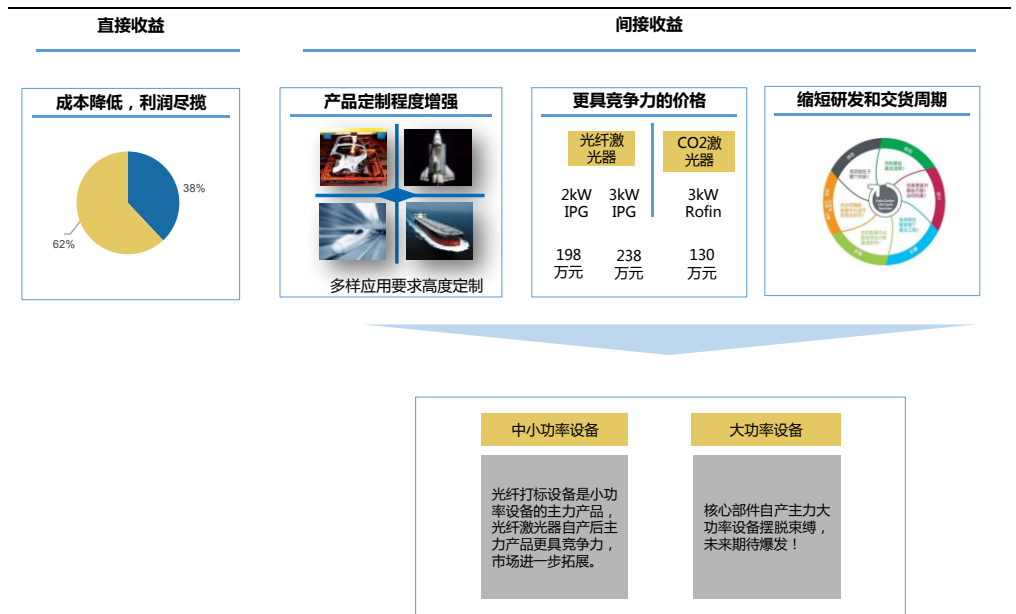 直接收益
间接收益
成本降低，利润尽揽
38%
62%
产品定制程度增强
多样应用要求高度定制
更具竞争力的价格
光纤激
光器
CO2激
光器
2kW
IPG
3kW
IPG
3kW
Rofin
198
万元
238
万元
130
万元
缩短研发和交货周期
中小功率设备
光纤打标设备是小功
率设备的主力产品，
光纤激光器自产后主
力产品更具竞争力，
市场进一步拓展。
大功率设备
核心部件自产主力大
功率设备摆脱束缚，
未来期待爆发！